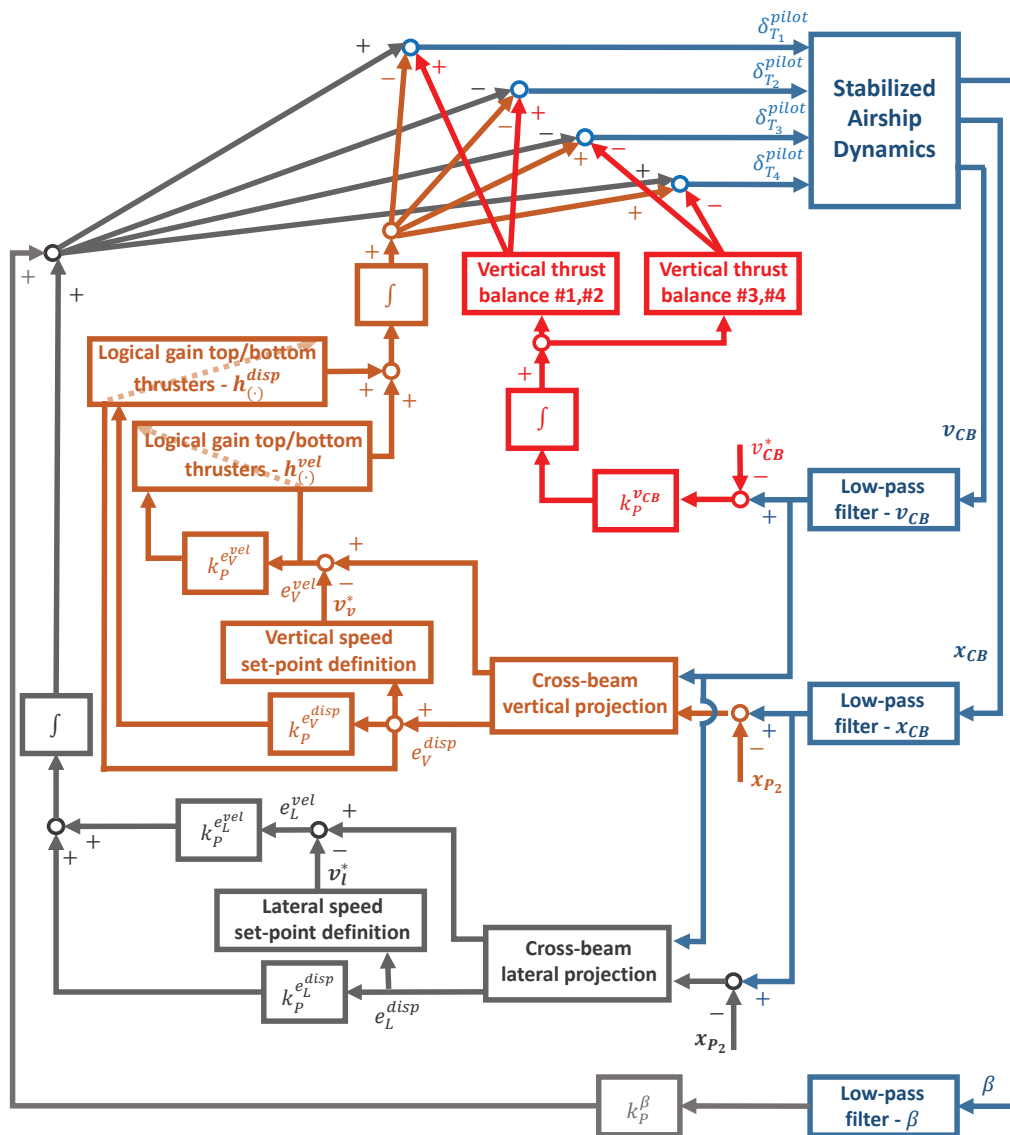 +
+
−
δ_{T_1}^{pilot}
−
+
−
δ_{T_2}^{pilot}
−
+
−
δ_{T_3}^{pilot}
+
+
−
δ_{T_4}^{pilot}
Stabilized
Airship
Dynamics
+
+
+
∫
Vertical thrust
balance #1,#2
Vertical thrust
balance #3,#4
Logical gain top/bottom
thrusters - h_{(·)}^{disp}
+
+
+
∫
Logical gain top/bottom
thrusters - h_{(·)}^{vel}
v_{CB}^*
−
v_{CB}
k_P^{v_{CB}}
+
Low-pass
filter - v_{CB}
k_P^{e_V^{vel}}
e_V^{vel}
+
−
v_v^*
Vertical speed
set-point definition
Cross-beam
vertical projection
x_{CB}
∫
k_P^{e_V^{disp}}
+
e_V^{disp}
+
−
x_{P_2}
Low-pass
filter - x_{CB}
+
+
k_P^{e_L^{vel}}
e_L^{vel}
+
−
v_l^*
Lateral speed
set-point definition
Cross-beam
lateral projection
k_P^{e_L^{disp}}
e_L^{disp}
+
−
x_{P_2}
k_P^β
Low-pass
filter - β
β